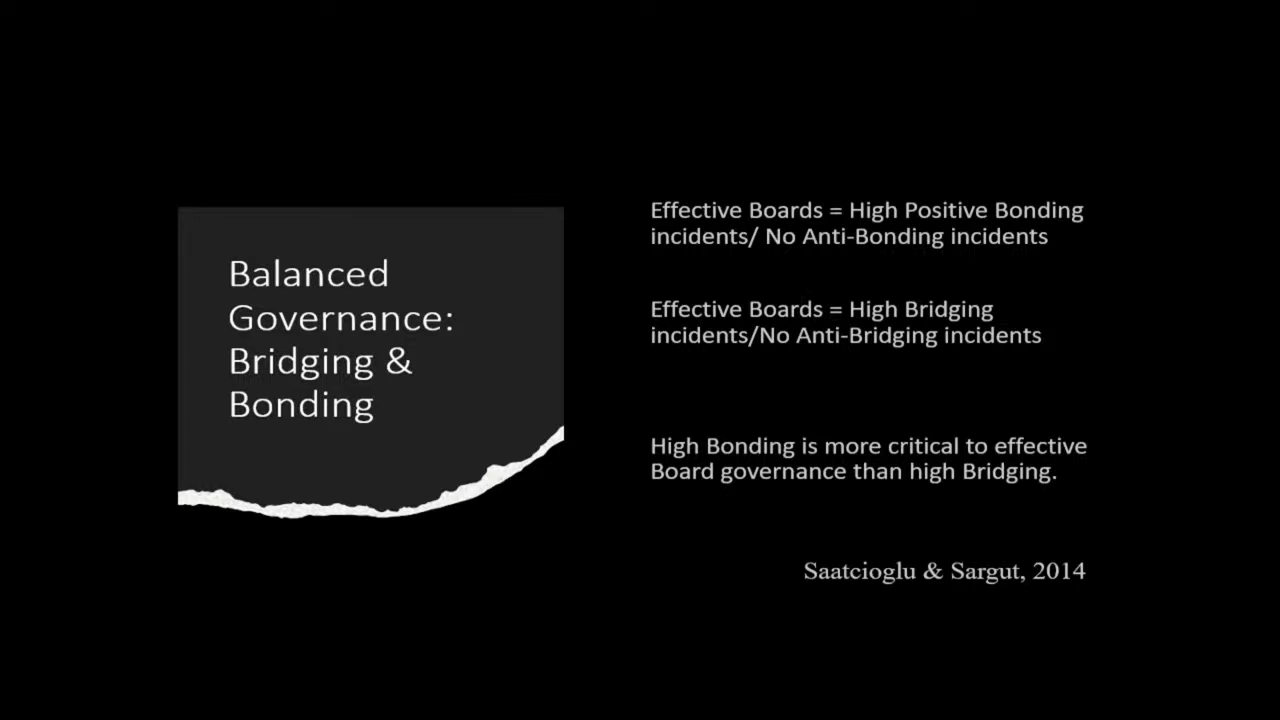 Balanced
Governance:
Bridging &
Bonding
Effective Boards = High Positive Bonding
incidents/ No Anti-Bonding incidents
Effective Boards = High Bridging
incidents/No Anti-Bridging incidents
High Bonding is more critical to effective
Board governance than high Bridging.
Saatcioglu & Sargut, 2014